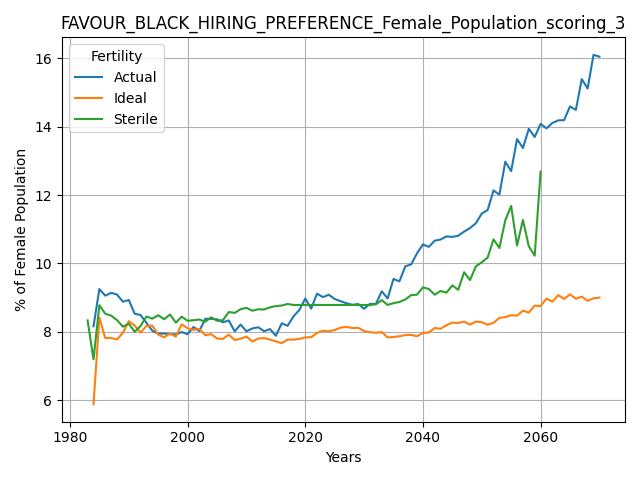 FAVOUR_BLACK_HIRING_PREFERENCE_Female_Population_scoring_3
Fertility
Actual
Ideal
Sterile
% of Female Population
16
14
12
10
8
6
1980
2000
2020
2040
2060
Years